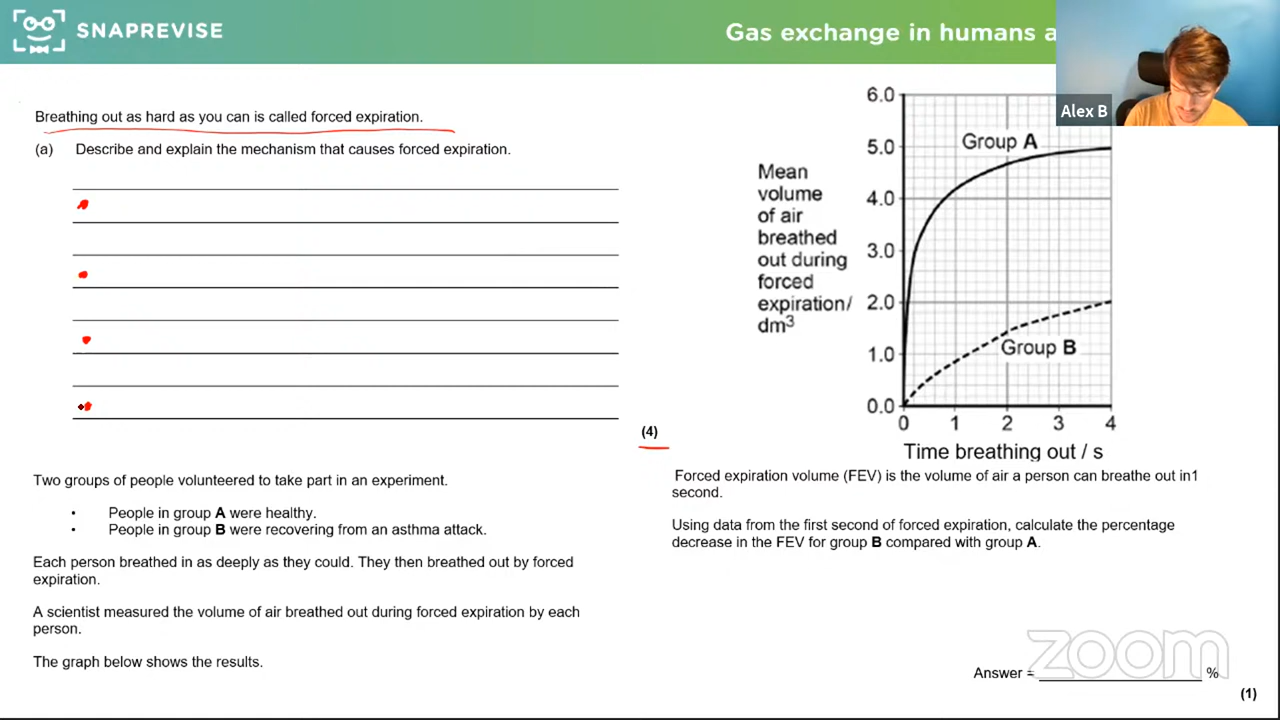 SNAPREVISE
Gas exchange in humans a
Alex B
Breathing out as hard as you can is called forced expiration.
(a) Describe and explain the mechanism that causes forced expiration.
(4)
Two groups of people volunteered to take part in an experiment.
• People in group A were healthy.
• People in group B were recovering from an asthma attack.
Each person breathed in as deeply as they could. They then breathed out by forced
expiration.
A scientist measured the volume of air breathed out during forced expiration by each
person.
The graph below shows the results.
Mean
volume
of air
breathed
out during
forced
expiration/
dm3
6.0
5.0
4.0
3.0
2.0
1.0
0.0
Group A
Group B
0 1 2 3 4
Time breathing out / s
Forced expiration volume (FEV) is the volume of air a person can breathe out in1
second.
Using data from the first second of forced expiration, calculate the percentage
decrease in the FEV for group B compared with group A.
zoom
Answer = %
(1)